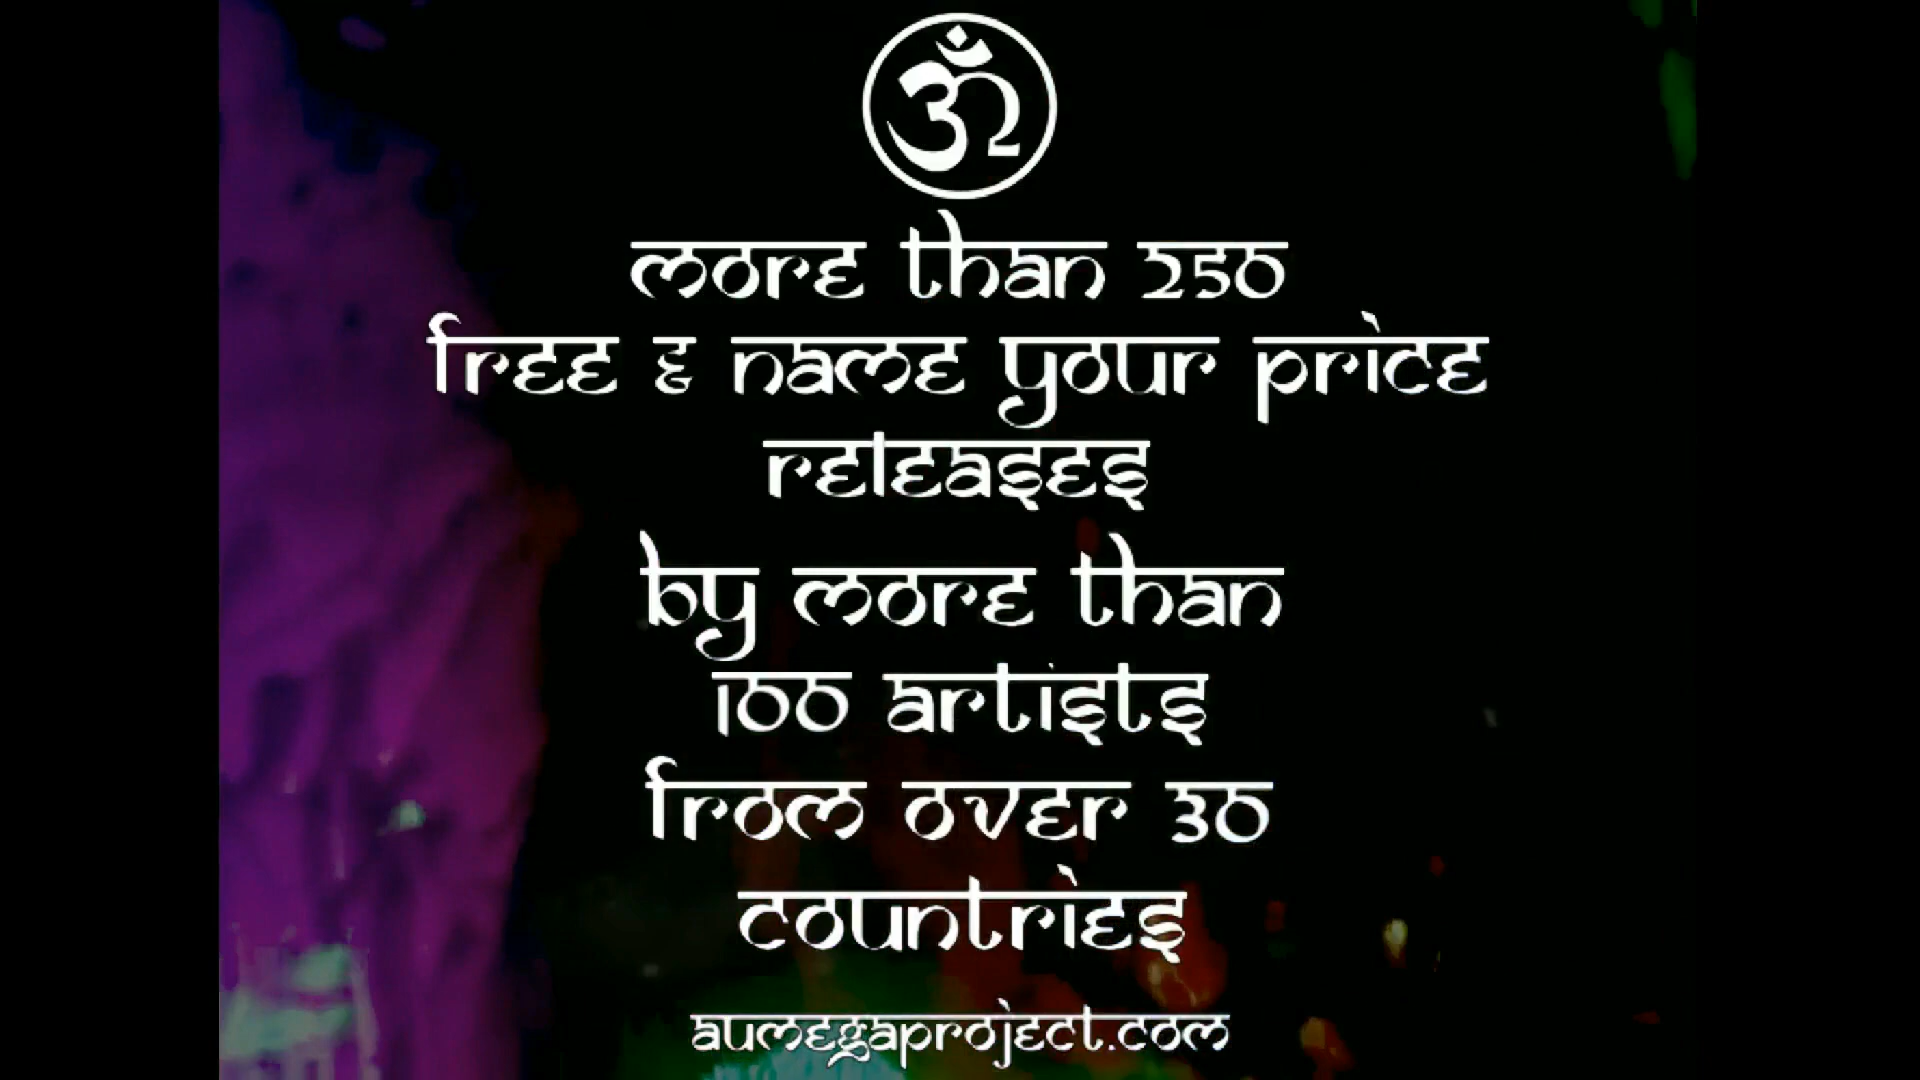 more than 250
free & name your price
releases
by more than
100 artists
from over 30
countries
aumegaproject.com